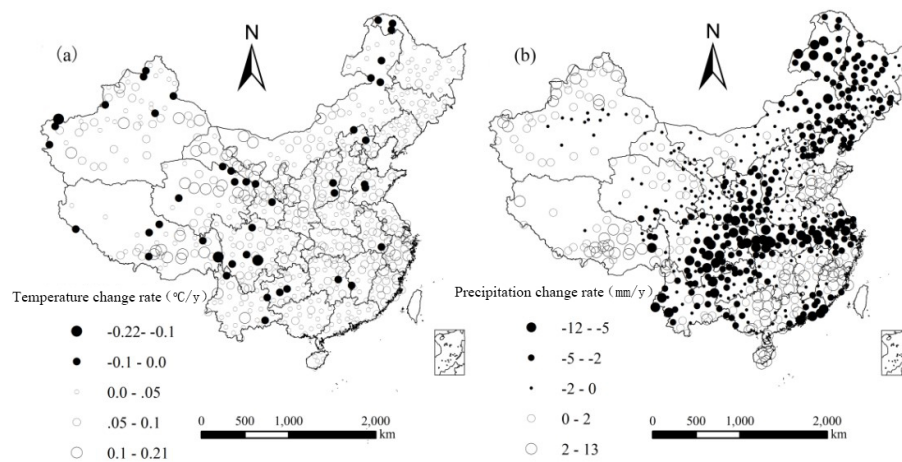 (a)
N
Temperature change rate（°C/y）
-0.22- -0.1
-0.1 - 0.0
0.0 - .05
.05 - 0.1
0.1 - 0.21
0 500 1,000 2,000
km
(b)
N
Precipitation change rate（mm/y）
-12 - -5
-5 - -2
-2 - 0
0 - 2
2 - 13
0 500 1,000 2,000
km